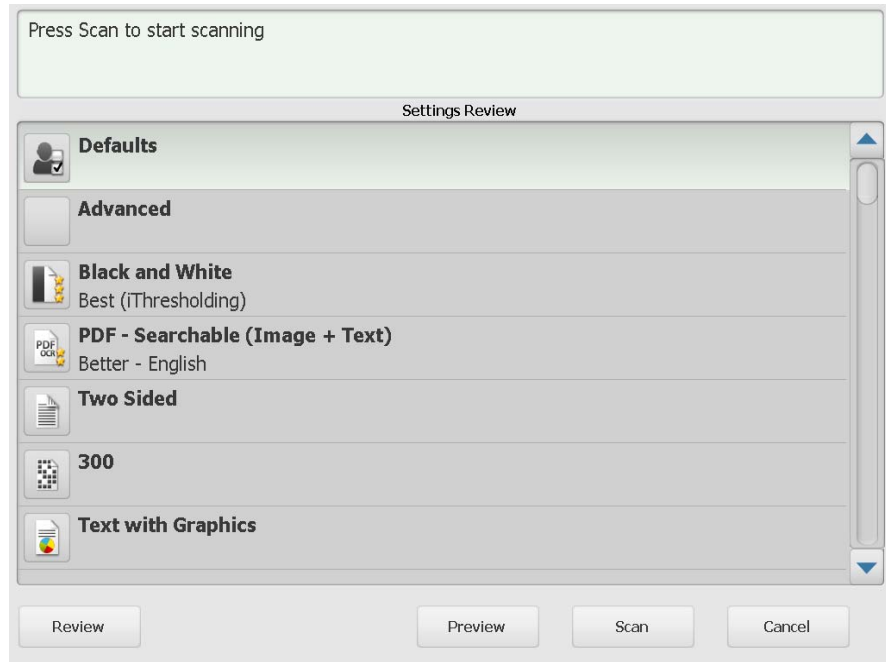 Press Scan to start scanning
Settings Review
Defaults
Advanced
Black and White
Best (iThresholding)
PDF - Searchable (Image + Text)
PDF
OCR
Better - English
Two Sided
300
Text with Graphics
Review
Preview
Scan
Cancel